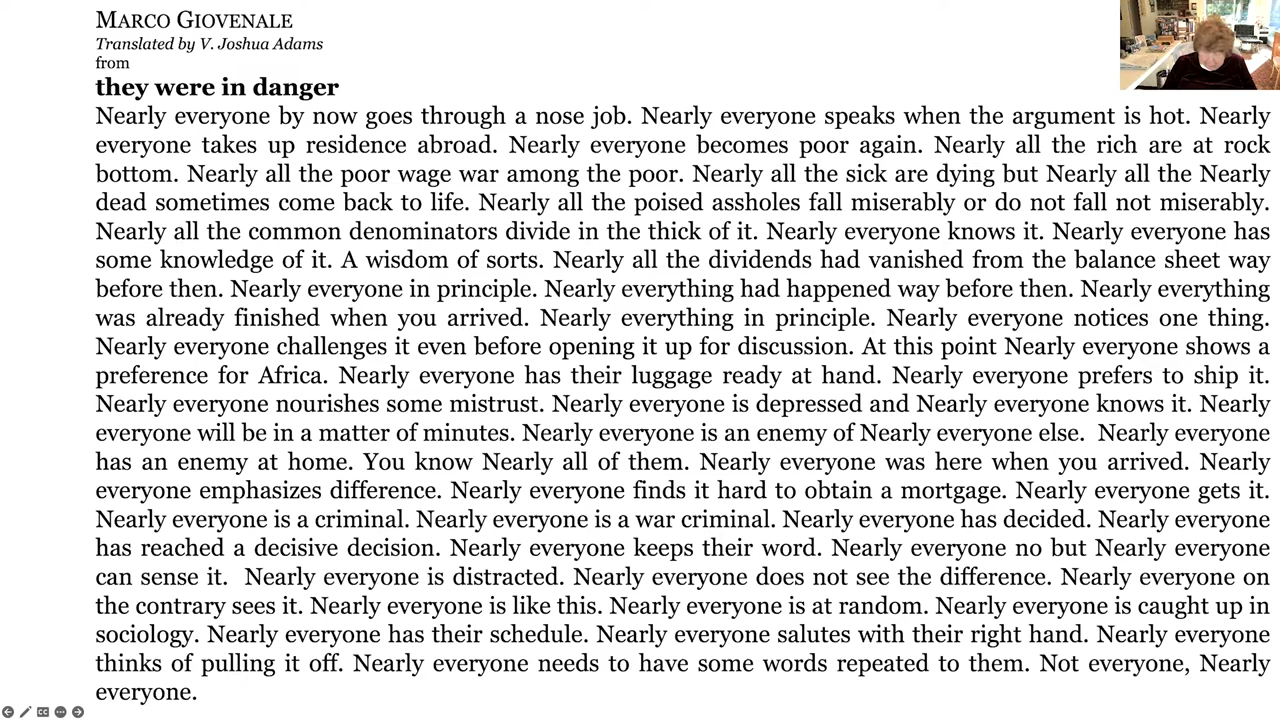 MARCO GIOVENALE
Translated by V. Joshua Adams
from
they were in danger
Nearly everyone by now goes through a nose job. Nearly everyone speaks when the argument is hot. Nearly
everyone takes up residence abroad. Nearly everyone becomes poor again. Nearly all the rich are at rock
bottom. Nearly all the poor wage war among the poor. Nearly all the sick are dying but Nearly all the Nearly
dead sometimes come back to life. Nearly all the poised assholes fall miserably or do not fall not miserably.
Nearly all the common denominators divide in the thick of it. Nearly everyone knows it. Nearly everyone has
some knowledge of it. A wisdom of sorts. Nearly all the dividends had vanished from the balance sheet way
before then. Nearly everyone in principle. Nearly everything had happened way before then. Nearly everything
was already finished when you arrived. Nearly everything in principle. Nearly everyone notices one thing.
Nearly everyone challenges it even before opening it up for discussion. At this point Nearly everyone shows a
preference for Africa. Nearly everyone has their luggage ready at hand. Nearly everyone prefers to ship it.
Nearly everyone nourishes some mistrust. Nearly everyone is depressed and Nearly everyone knows it. Nearly
everyone will be in a matter of minutes. Nearly everyone is an enemy of Nearly everyone else.  Nearly everyone
has an enemy at home. You know Nearly all of them. Nearly everyone was here when you arrived. Nearly
everyone emphasizes difference. Nearly everyone finds it hard to obtain a mortgage. Nearly everyone gets it.
Nearly everyone is a criminal. Nearly everyone is a war criminal. Nearly everyone has decided. Nearly everyone
has reached a decisive decision. Nearly everyone keeps their word. Nearly everyone no but Nearly everyone
can sense it.  Nearly everyone is distracted. Nearly everyone does not see the difference. Nearly everyone on
the contrary sees it. Nearly everyone is like this. Nearly everyone is at random. Nearly everyone is caught up in
sociology. Nearly everyone has their schedule. Nearly everyone salutes with their right hand. Nearly everyone
thinks of pulling it off. Nearly everyone needs to have some words repeated to them. Not everyone, Nearly
everyone.